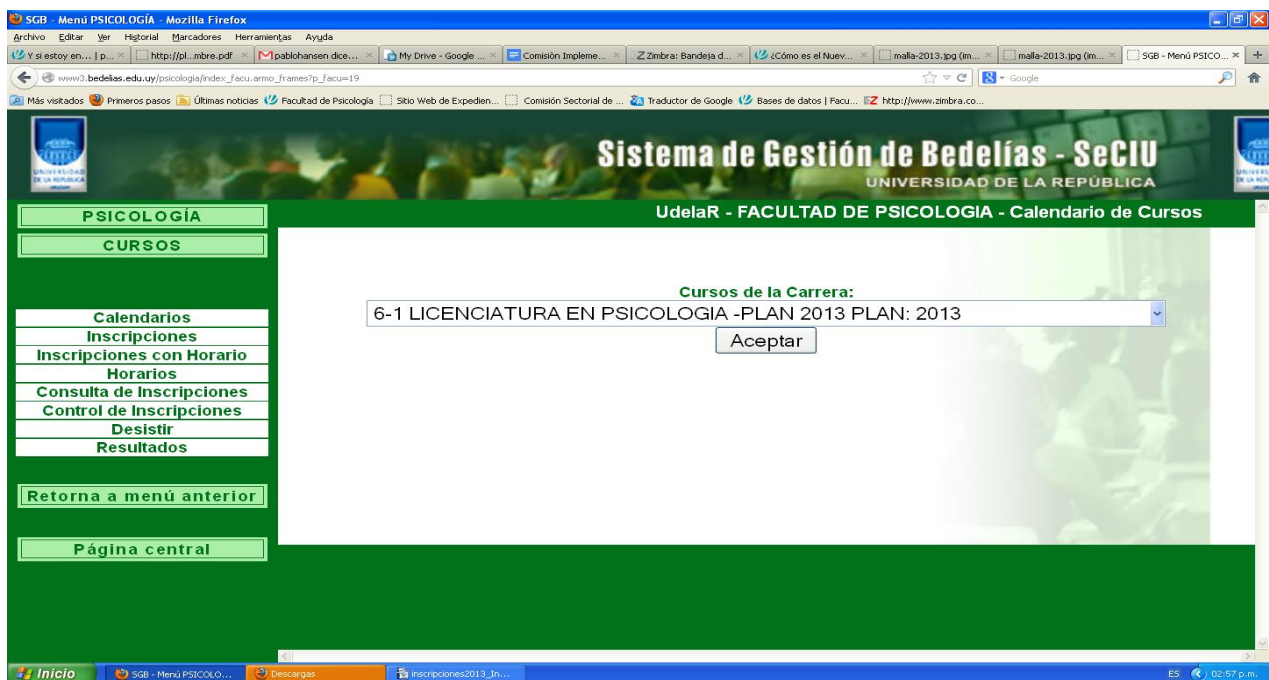 SGB - Menú PSICOLOGÍA - Mozilla Firefox
Archivo Editar Ver Historial Marcadores Herramientas Ayuda
Y si estoy en... | p... http://pl...mbre.pdf pablohansen dice... My Drive - Google ... Comisión Impleme... Zimbra: Bandeja d... ¿Cómo es el Nuev... malla-2013.jpg (im... malla-2013.jpg (im... SGB - Menú PSICO...
www3.bedelias.edu.uy/psicologia/index_facu.armo_frames?p_facu=19 Google
Más visitados Primeros pasos Últimas noticias Facultad de Psicología Sitio Web de Expedien... Comisión Sectorial de ... Traductor de Google Bases de datos | Facu... http://www.zimbra.co...
Sistema de Gestión de Bedelías - SeCIU
UNIVERSIDAD DE LA REPÚBLICA
UNIVERSIDAD
DE LA REPUBLICA
PSICOLOGÍA
UdelaR - FACULTAD DE PSICOLOGIA - Calendario de Cursos
CURSOS
Cursos de la Carrera:
6-1 LICENCIATURA EN PSICOLOGIA -PLAN 2013 PLAN: 2013
Aceptar
Calendarios
Inscripciones
Inscripciones con Horario
Horarios
Consulta de Inscripciones
Control de Inscripciones
Desistir
Resultados
Retorna a menú anterior
Página central
Inicio SGB - Menú PSICOLO... Descargas inscripciones2013_In... ES 02:57 p.m.